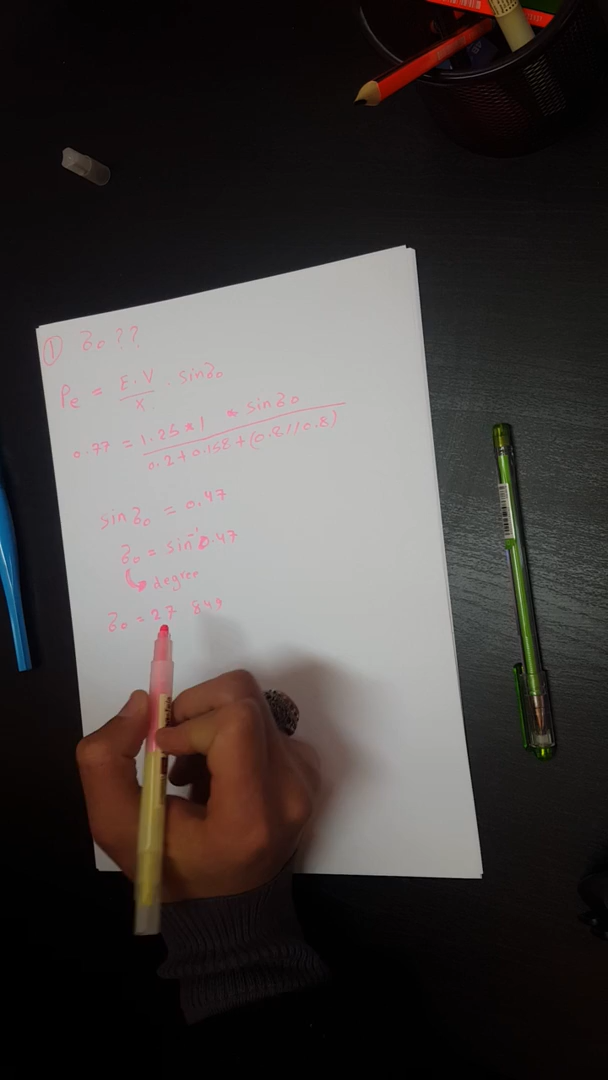 ① δo ??
Pe = E.V / X . sinδo
0.77 = 1.25*1 * sinδo / 0.2+0.158+(0.8//0.8)
sinδo = 0.47
δo = sin⁻¹ 0.47
degree
δo = 27 849